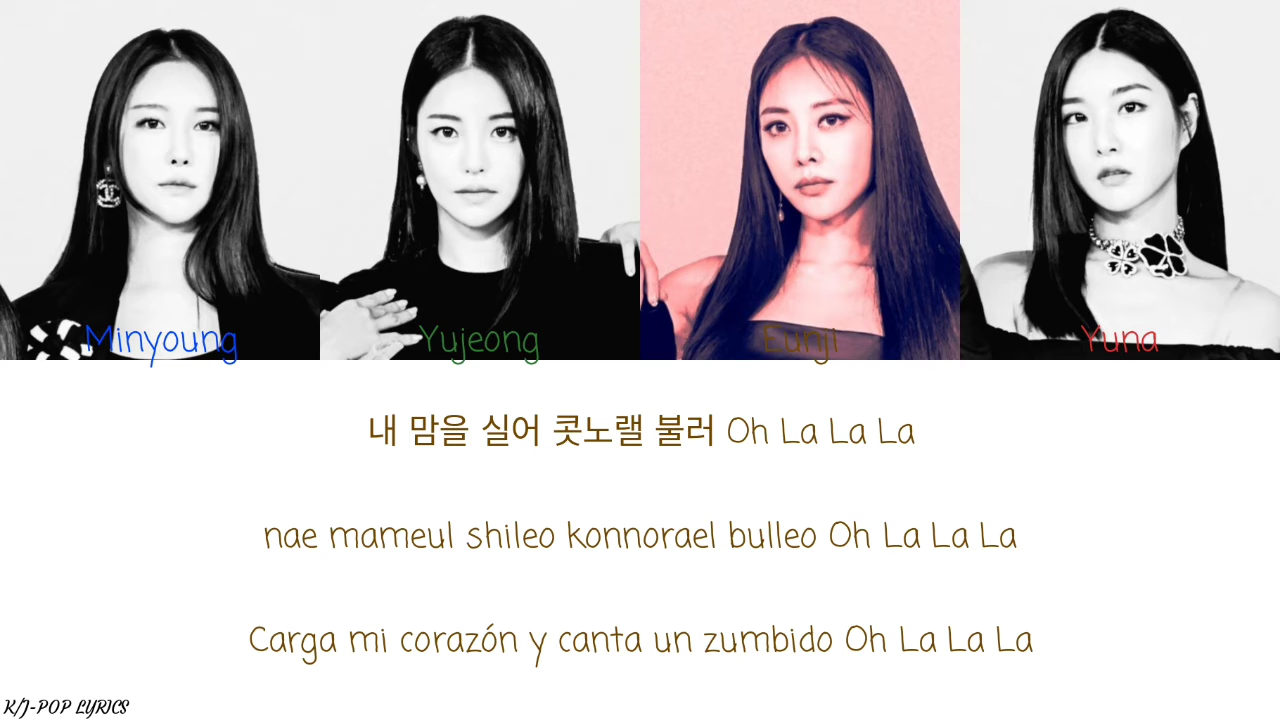 Minyoung
Yujeong
Eunji
Yuna
내 맘을 실어 콧노랠 불러 Oh La La La
nae mameul shileo konnorael bulleo Oh La La La
Carga mi corazón y canta un zumbido Oh La La La
K/J-POP LYRICS